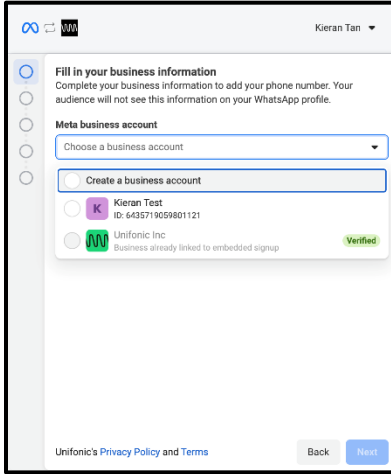 Kieran Tan
Fill in your business information
Complete your business information to add your phone number. Your
audience will not see this information on your WhatsApp profile.
Meta business account
Choose a business account
Create a business account
K
Kieran Test
ID: 6435719059801121
Unifonic Inc
Business already linked to embedded signup
Verified
Unifonic's Privacy Policy and Terms
Back
Next